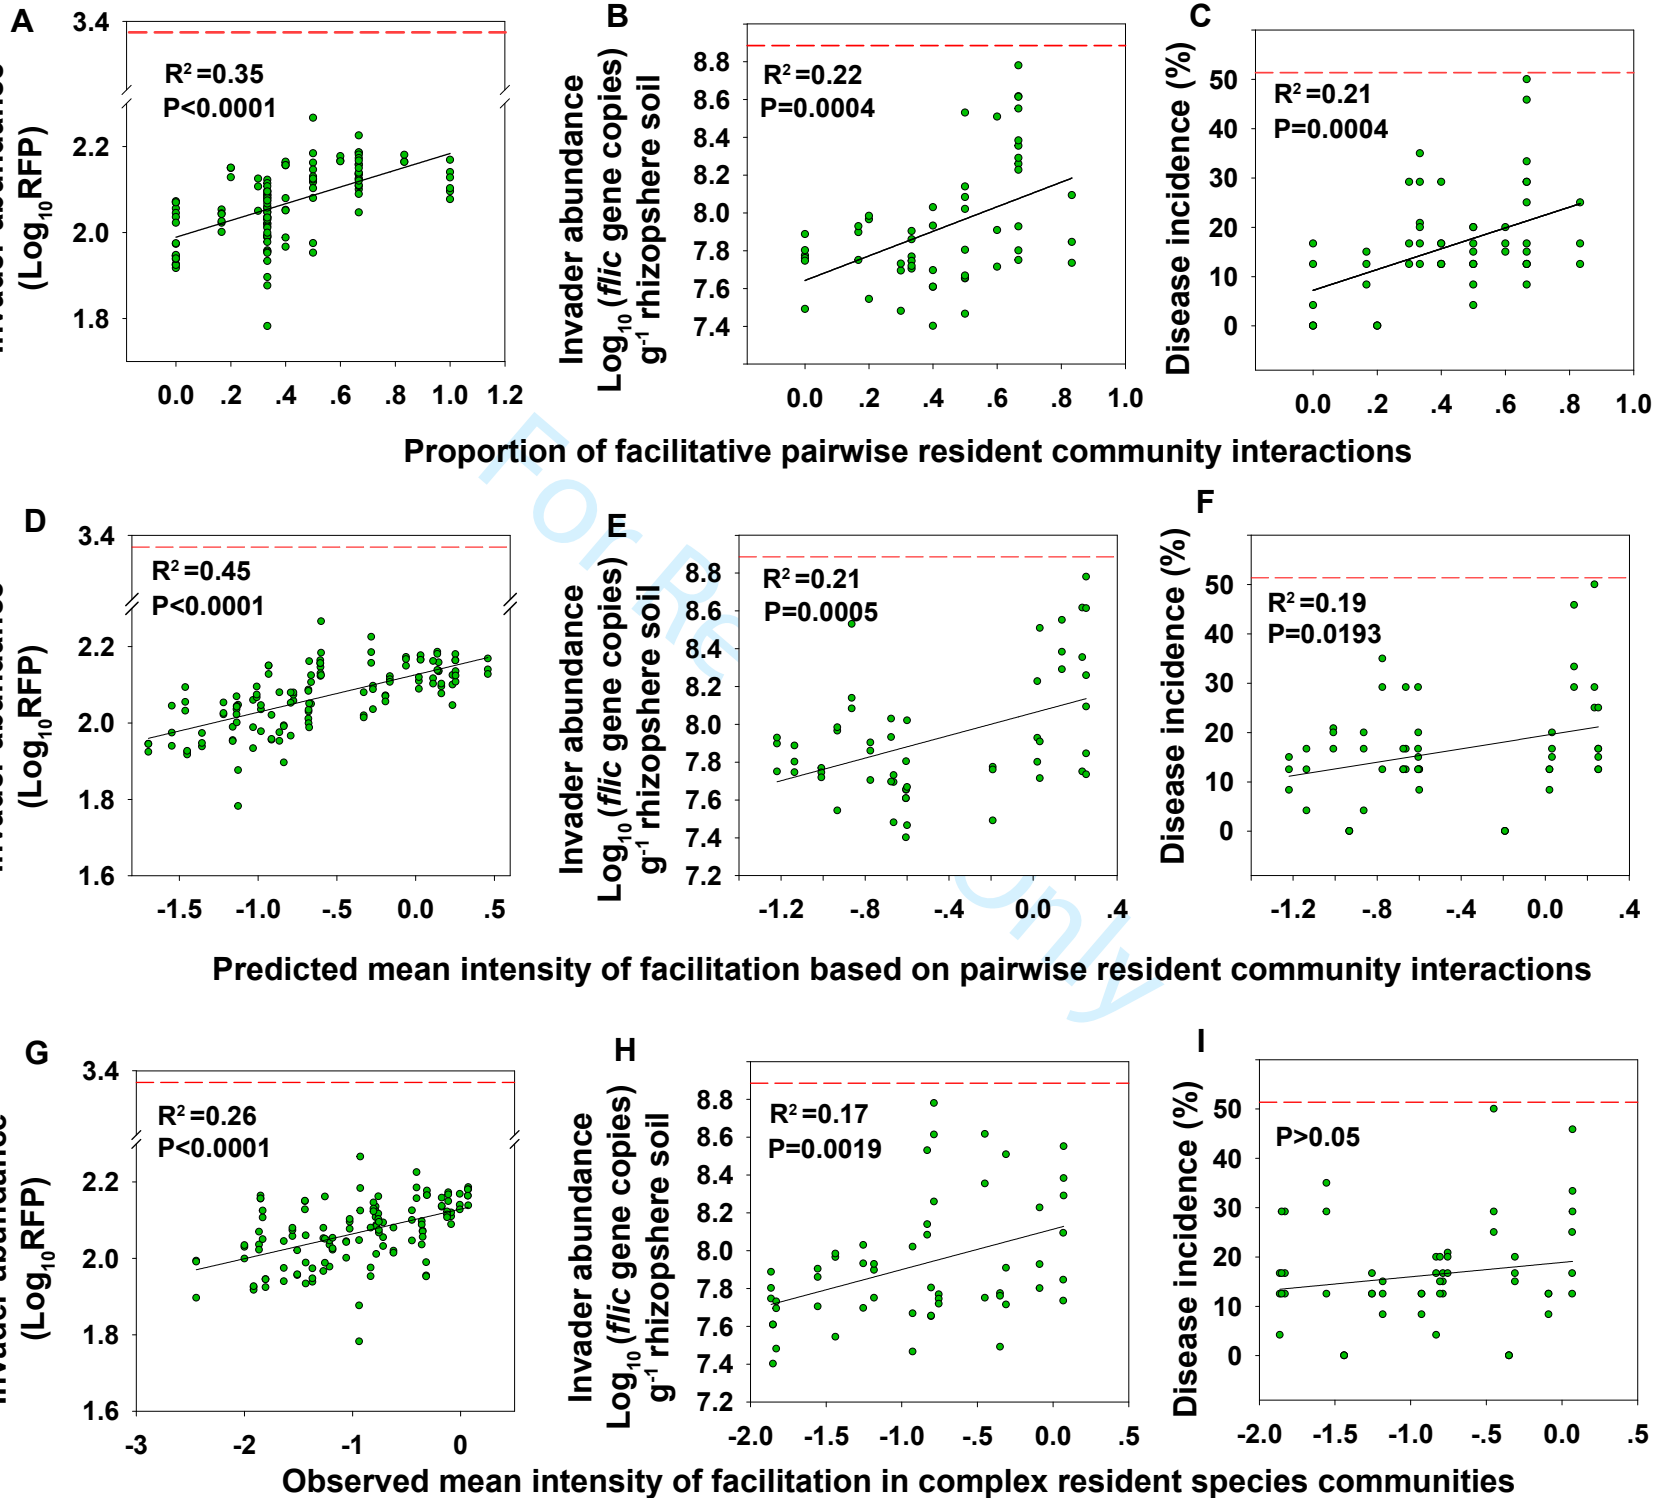 A
3.4
R² =0.35
P<0.0001
2.2
2.0
1.8
(Log₁₀RFP)
0.0 .2 .4 .6 .8 1.0 1.2
B
Invader abundance
Log₁₀ (flic gene copies)
g⁻¹ rhizopshere soil
8.8
8.6
8.4
8.2
8.0
7.8
7.6
7.4
R² =0.22
P=0.0004
0.0 .2 .4 .6 .8 1.0
C
Disease incidence (%)
50
40
30
20
10
0
R² =0.21
P=0.0004
0.0 .2 .4 .6 .8 1.0
Proportion of facilitative pairwise resident community interactions
D
3.4
R² =0.45
P<0.0001
2.2
2.0
1.8
1.6
(Log₁₀RFP)
-1.5 -1.0 -.5 0.0 .5
E
Invader abundance
Log₁₀ (flic gene copies)
g⁻¹ rhizopshere soil
8.8
8.6
8.4
8.2
8.0
7.8
7.6
7.4
7.2
R² =0.21
P=0.0005
-1.2 -.8 -.4 0.0 .4
F
Disease incidence (%)
50
40
30
20
10
0
R² =0.19
P=0.0193
-1.2 -.8 -.4 0.0 .4
Predicted mean intensity of facilitation based on pairwise resident community interactions
G
3.4
R² =0.26
P<0.0001
2.2
2.0
1.8
1.6
(Log₁₀RFP)
-3 -2 -1 0
H
Invader abundance
Log₁₀ (flic gene copies)
g⁻¹ rhizopshere soil
8.8
8.6
8.4
8.2
8.0
7.8
7.6
7.4
7.2
R² =0.17
P=0.0019
-2.0 -1.5 -1.0 -.5 0.0 .5
I
Disease incidence (%)
50
40
30
20
10
0
P>0.05
-2.0 -1.5 -1.0 -.5 0.0 .5
Observed mean intensity of facilitation in complex resident species communities
For Re
Only